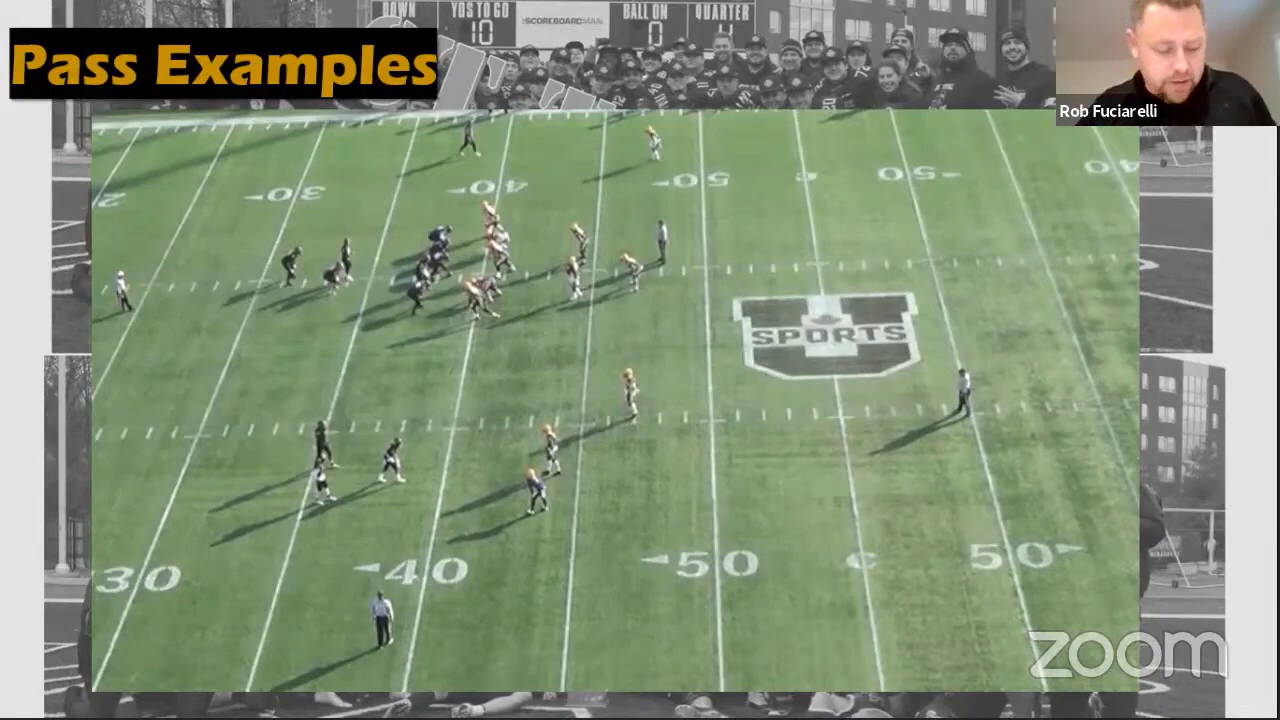 DOWN YDS TO GO 10 iSCOREBOARDMAN BALL ON 0 QUARTER
Pass Examples
Rob Fuciarelli
30 40 50 c 50
SPORTS
30 40 50 c 50
zoom